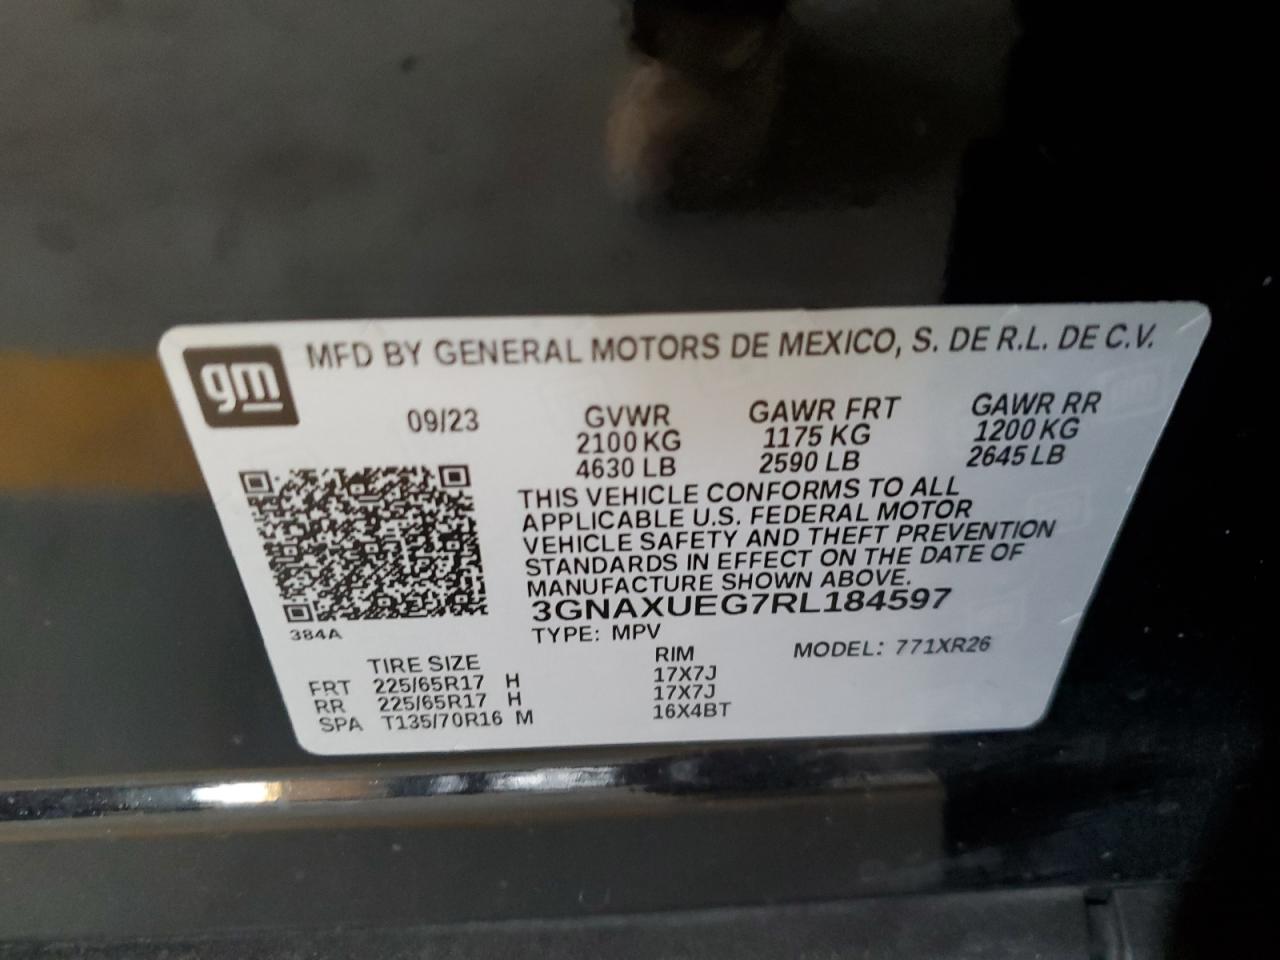 gm
MFD BY GENERAL MOTORS DE MEXICO, S. DE R.L. DE C.V.
09/23 GVWR GAWR FRT GAWR RR
2100 KG 1175 KG 1200 KG
4630 LB 2590 LB 2645 LB
THIS VEHICLE CONFORMS TO ALL
APPLICABLE U.S. FEDERAL MOTOR
VEHICLE SAFETY AND THEFT PREVENTION
STANDARDS IN EFFECT ON THE DATE OF
MANUFACTURE SHOWN ABOVE.
3GNAXUEG7RL184597
384A
TYPE: MPV MODEL: 771XR26
TIRE SIZE RIM
FRT 225/65R17 H 17X7J
RR 225/65R17 H 17X7J
SPA T135/70R16 M 16X4BT